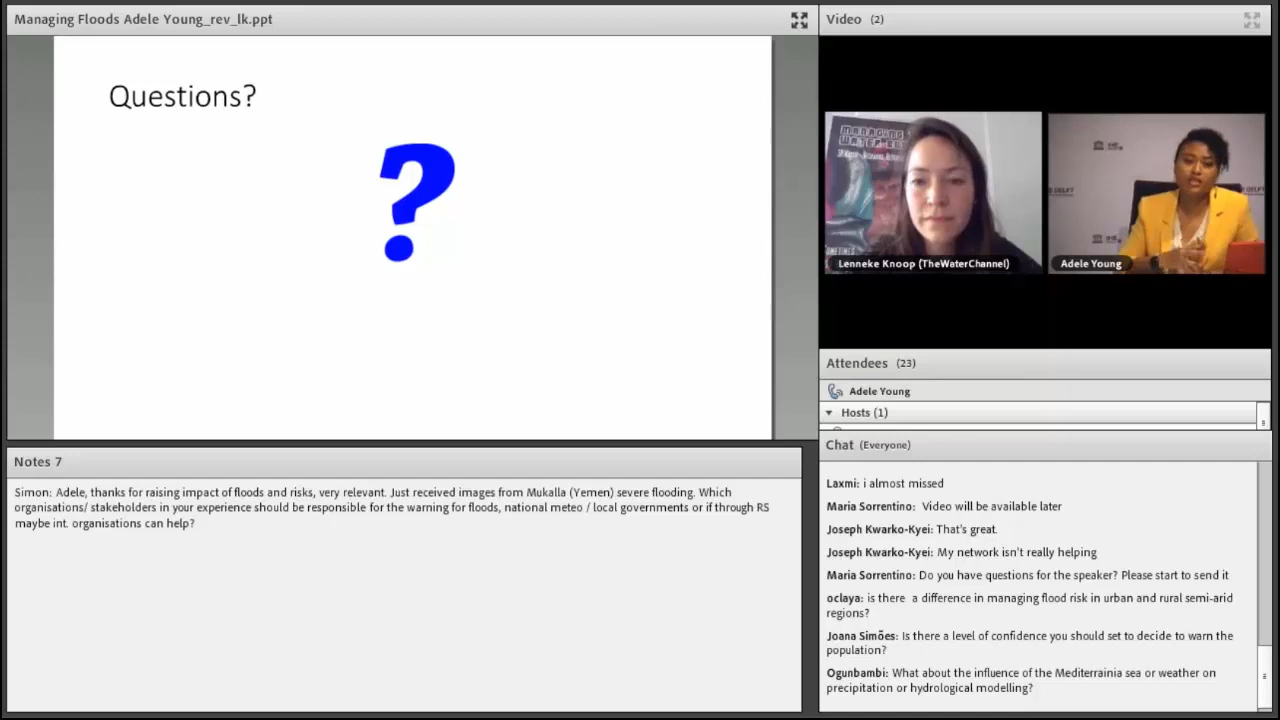 Managing Floods Adele Young_rev_lk.ppt
Questions?
?
Notes 7
Simon: Adele, thanks for raising impact of floods and risks, very relevant. Just received images from Mukalla (Yemen) severe flooding. Which
organisations/ stakeholders in your experience should be responsible for the warning for floods, national meteo / local governments or if through RS
maybe int. organisations can help?
Video (2)
MANAGING
Lenneke Knoop (TheWaterChannel)
DELFT
Adele Young
Attendees (23)
Adele Young
Hosts (1)
Chat (Everyone)
Laxmi: i almost missed
Maria Sorrentino: Video will be available later
Joseph Kwarko-Kyei: That's great.
Joseph Kwarko-Kyei: My network isn't really helping
Maria Sorrentino: Do you have questions for the speaker? Please start to send it
oclaya: is there a difference in managing flood risk in urban and rural semi-arid
regions?
Joana Simões: Is there a level of confidence you should set to decide to warn the
population?
Ogunbambi: What about the influence of the Mediterrainia sea or weather on
precipitation or hydrological modelling?